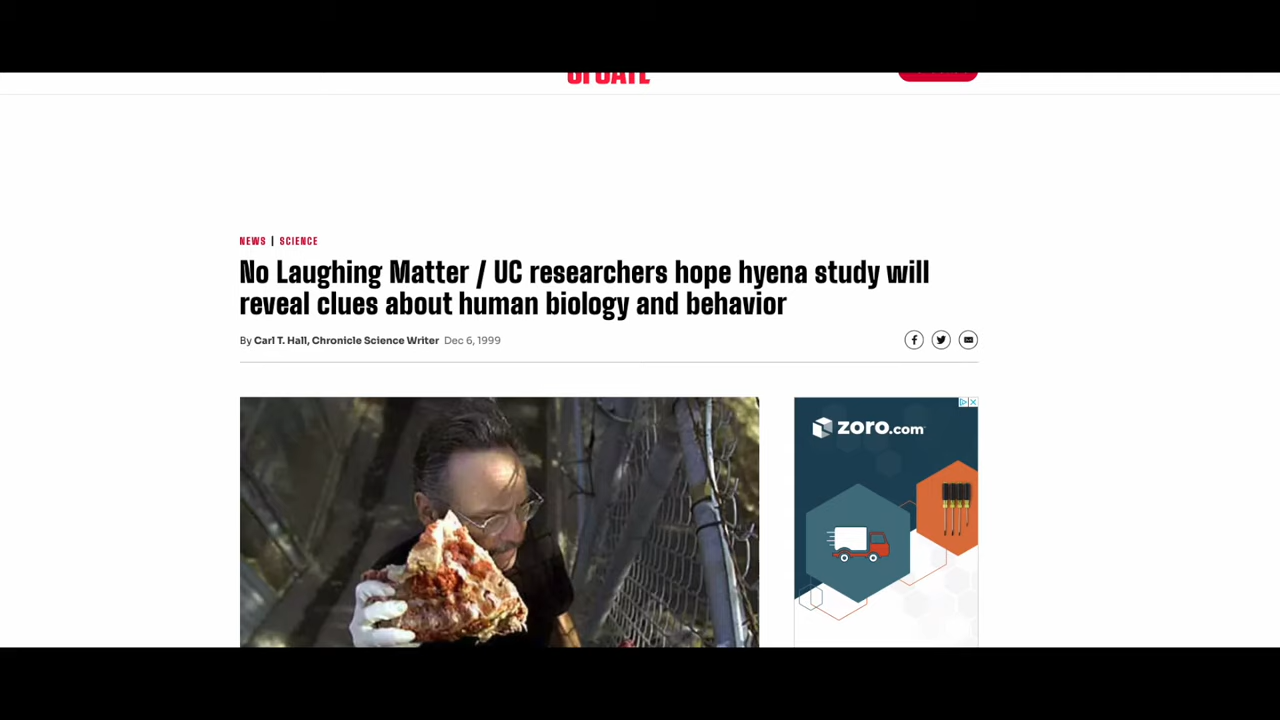 NEWS | SCIENCE
No Laughing Matter / UC researchers hope hyena study will
reveal clues about human biology and behavior
By Carl T. Hall, Chronicle Science Writer Dec 6, 1999
zoro.com